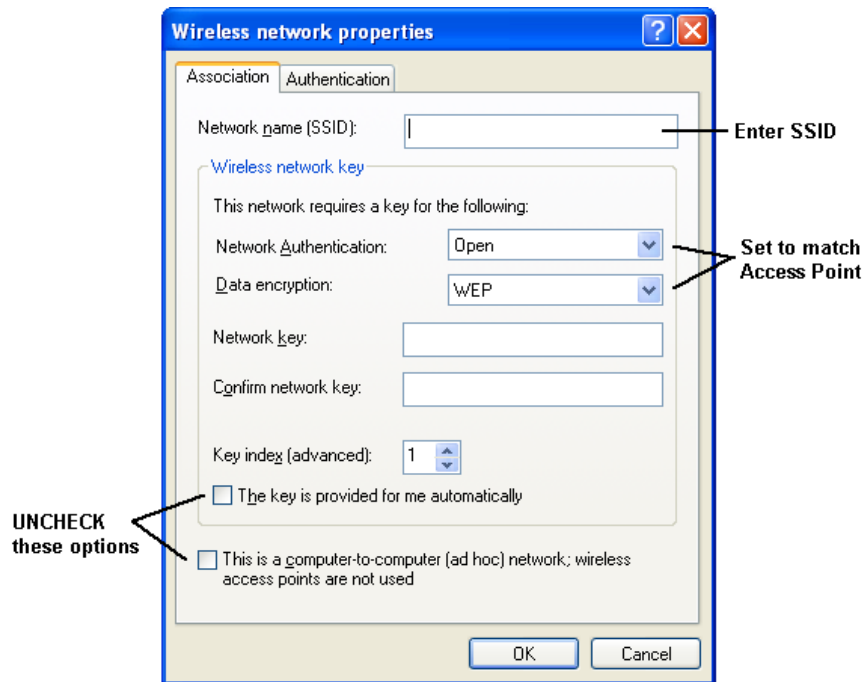 Wireless network properties
Association
Authentication
Network name (SSID):
Enter SSID
Wireless network key
This network requires a key for the following:
Network Authentication:
Open
Set to match
Access Point
Data encryption:
WEP
Network key:
Confirm network key:
Key index (advanced):
1
The key is provided for me automatically
UNCHECK
these options
This is a computer-to-computer (ad hoc) network; wireless
access points are not used
OK
Cancel